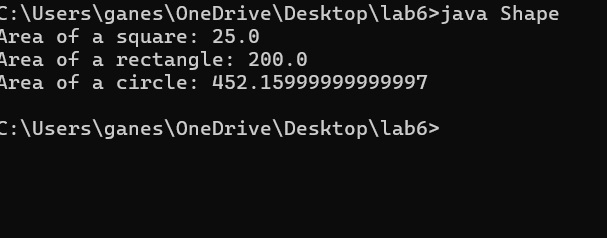 C:\Users\ganes\OneDrive\Desktop\lab6>java Shape
Area of a square: 25.0
Area of a rectangle: 200.0
Area of a circle: 452.15999999999997
C:\Users\ganes\OneDrive\Desktop\lab6>